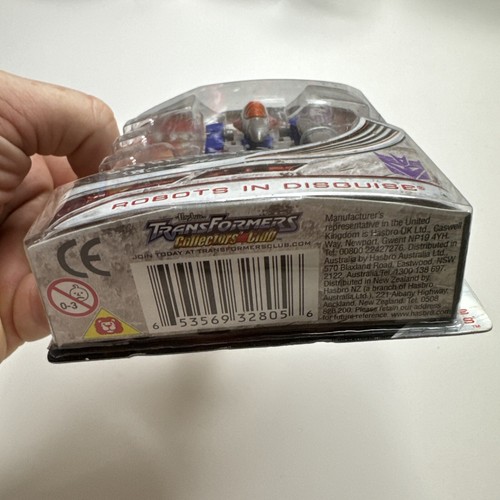 ROBOTS IN DISGUISE®
TRANSFORMERS
Collectors Club
JOIN TODAY AT TRANSFORMERSCLUB.COM
CE
0-3
6 53569 32805 6
Manufacturer's
representative in the United
Kingdom is Hasbro UK Ltd., Caswell
Way, Newport, Gwent NP19 4YH.
Tel. 00800 22427276. Distributed in
Australia by Hasbro Australia Ltd.,
570 Blaxland Road, Eastwood, NSW
2122, Australia. Tel. 1300 138 697.
Distributed in New Zealand by
Hasbro NZ (a branch of Hasbro
Australia Ltd.), 221 Albany Highway,
Auckland, New Zealand. Tel. 0508
828 200. Please retain our address
for future reference. www.hasbro.com